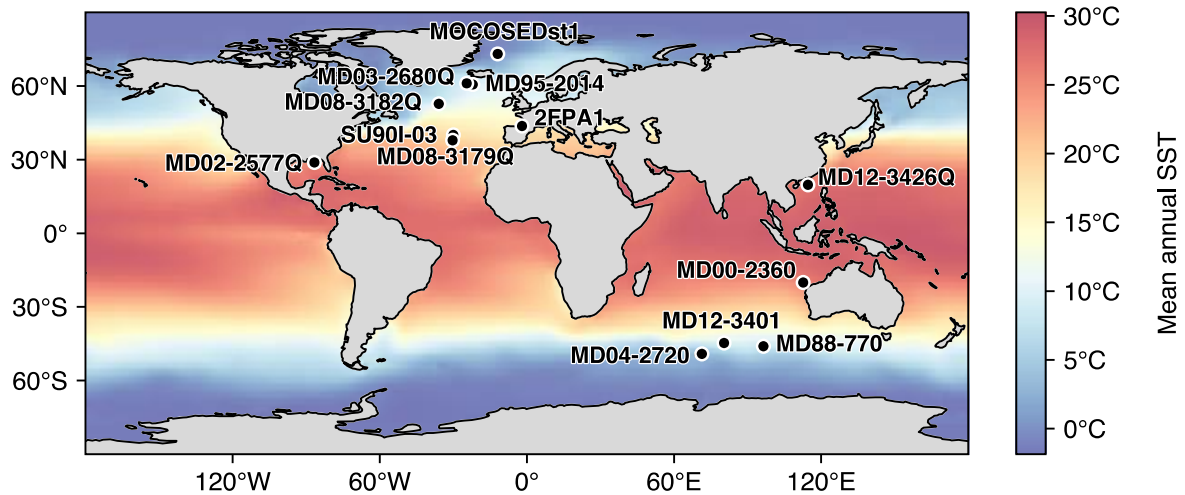 MOCOSEDst1
MD03-2680Q
MD95-2014
MD08-3182Q
2FPA1
SU90I-03
MD08-3179Q
MD02-2577Q
MD12-3426Q
MD00-2360
MD12-3401
MD88-770
MD04-2720
60°N
30°N
0°
30°S
60°S
120°W
60°W
0°
60°E
120°E
30°C
25°C
20°C
15°C
10°C
5°C
0°C
Mean annual SST